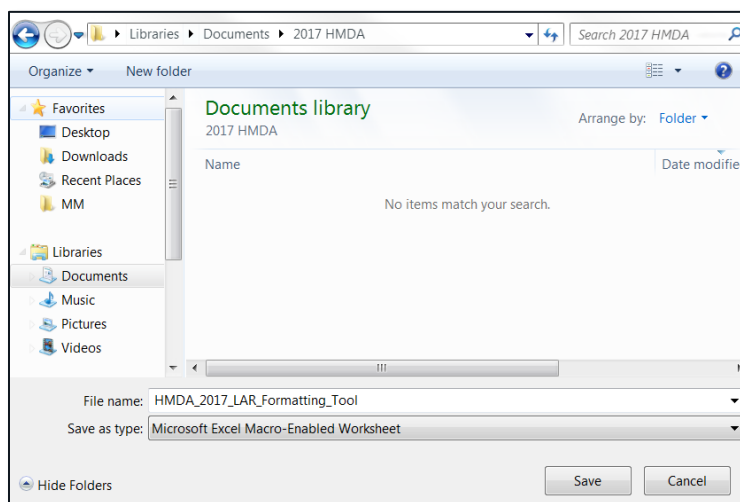 Libraries Documents 2017 HMDA Search 2017 HMDA
Organize New folder
Favorites
Desktop
Downloads
Recent Places
MM
Libraries
Documents
Music
Pictures
Videos
Documents library
2017 HMDA
Arrange by: Folder
Name Date modifie
No items match your search.
File name: HMDA_2017_LAR_Formatting_Tool
Save as type: Microsoft Excel Macro-Enabled Worksheet
Hide Folders Save Cancel